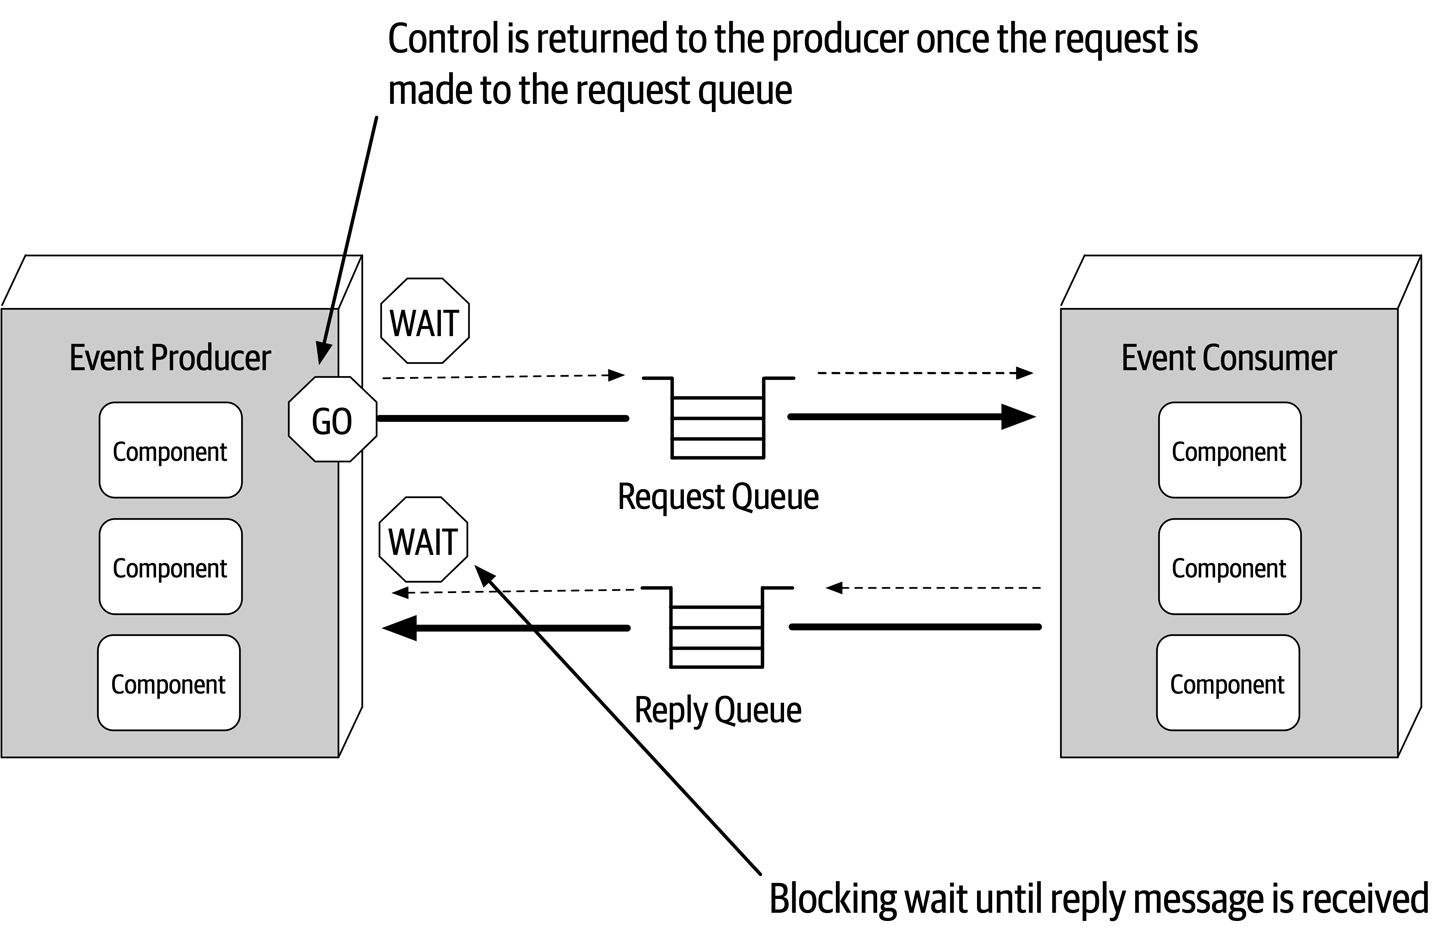 Control is returned to the producer once the request is
made to the request queue
WAIT
Event Producer
GO
Component
Component
Component
Request Queue
WAIT
Reply Queue
Event Consumer
Component
Component
Component
Blocking wait until reply message is received